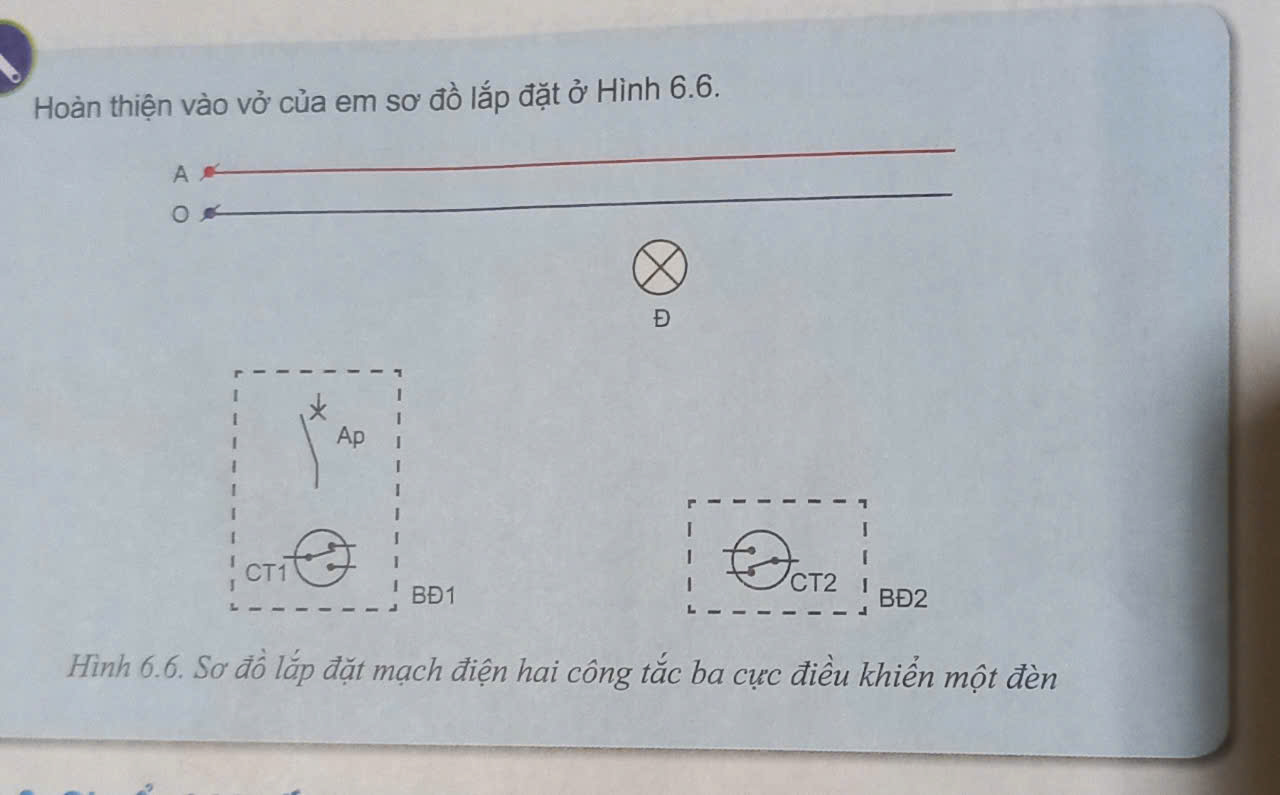 Hoàn thiện vào vở của em sơ đồ lắp đặt ở Hình 6.6.
A
O
Đ
Ap
CT1
BĐ1
CT2
BĐ2
Hình 6.6. Sơ đồ lắp đặt mạch điện hai công tắc ba cực điều khiển một đèn